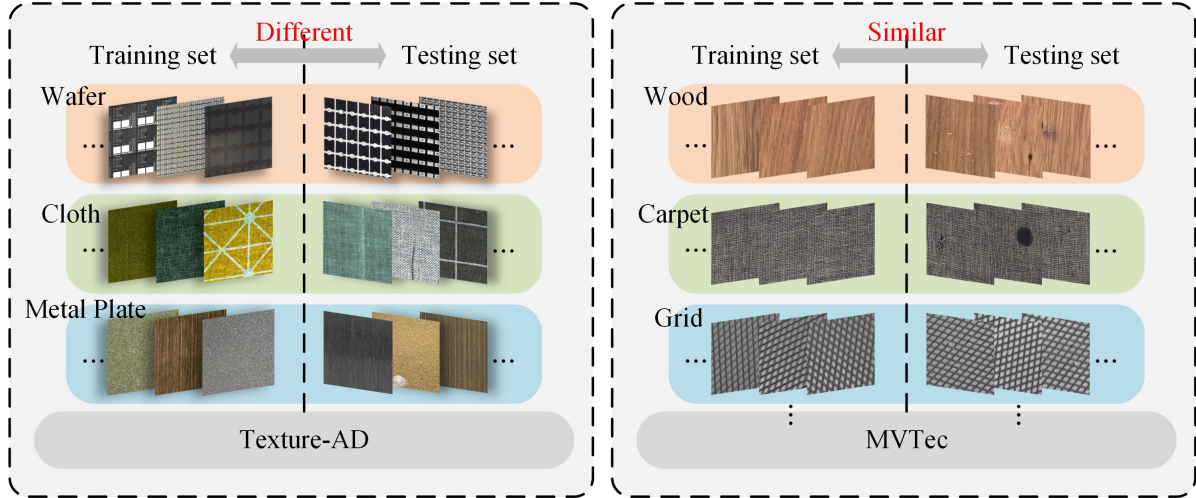 Different
Training set
Testing set
Wafer
...
...
Cloth
...
...
Metal Plate
...
...
Texture-AD
Similar
Training set
Testing set
Wood
...
...
Carpet
...
...
Grid
...
...
MVTec